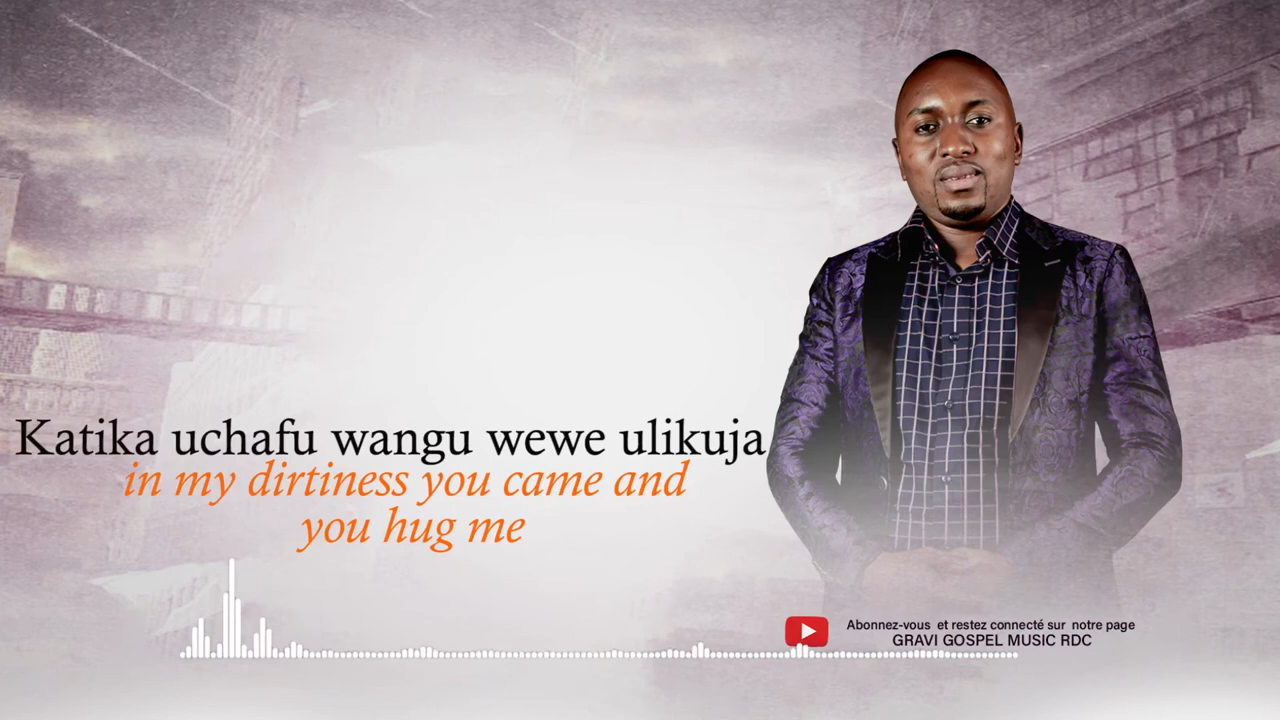 Katika uchafu wangu wewe ulikuja
in my dirtiness you came and
you hug me
Abonnez-vous et restez connecté sur notre page
GRAVI GOSPEL MUSIC RDC